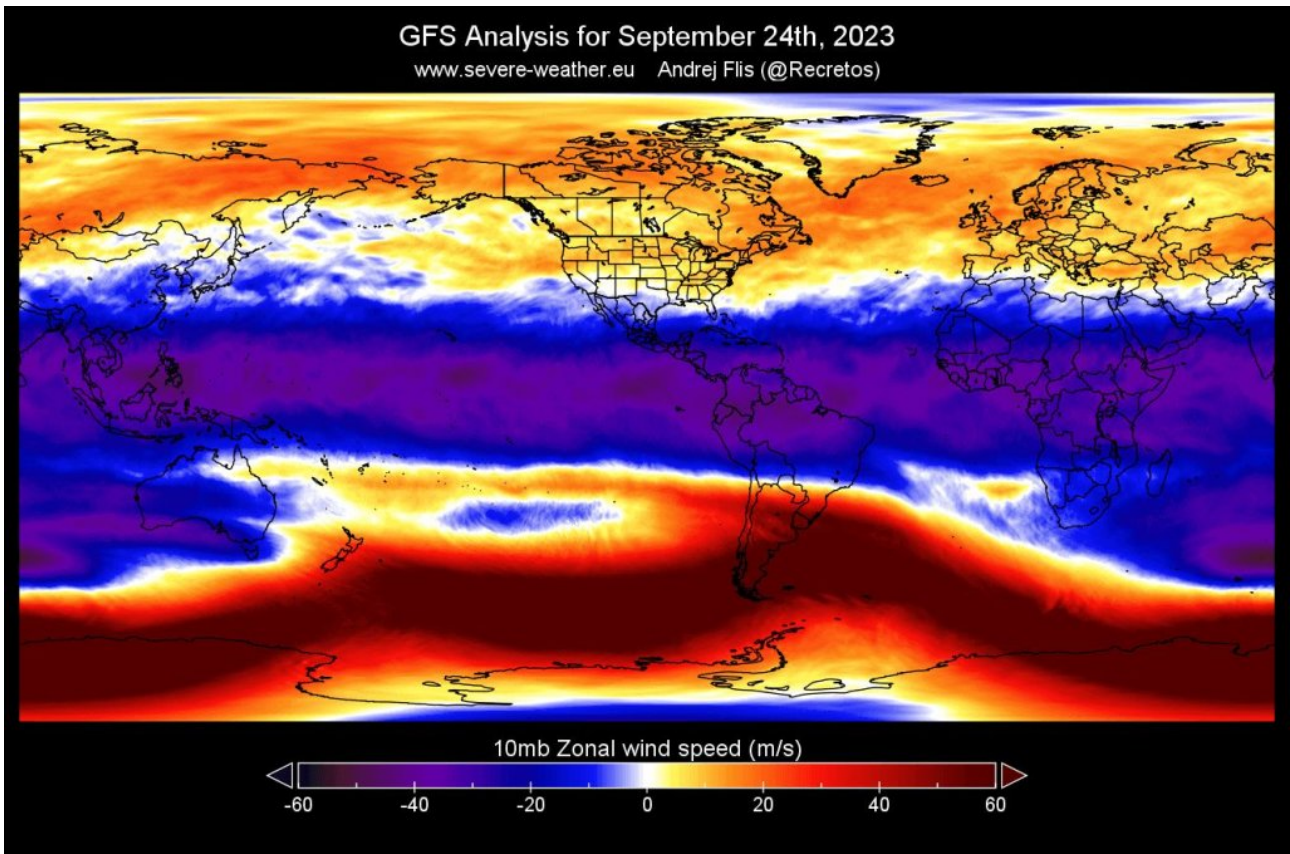 GFS Analysis for September 24th, 2023
www.severe-weather.eu Andrej Flis (@Recretos)
10mb Zonal wind speed (m/s)
-60 -40 -20 0 20 40 60